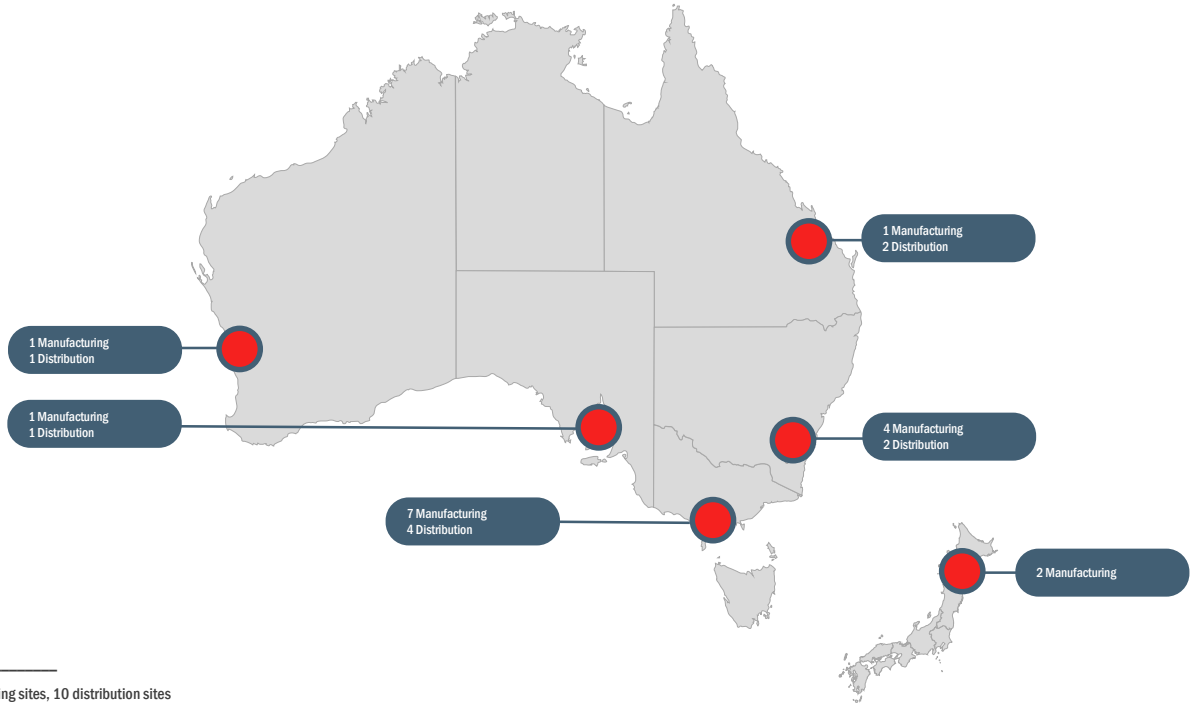 1 Manufacturing
2 Distribution
1 Manufacturing
1 Distribution
1 Manufacturing
1 Distribution
4 Manufacturing
2 Distribution
7 Manufacturing
4 Distribution
2 Manufacturing
sites, 10 distribution sites